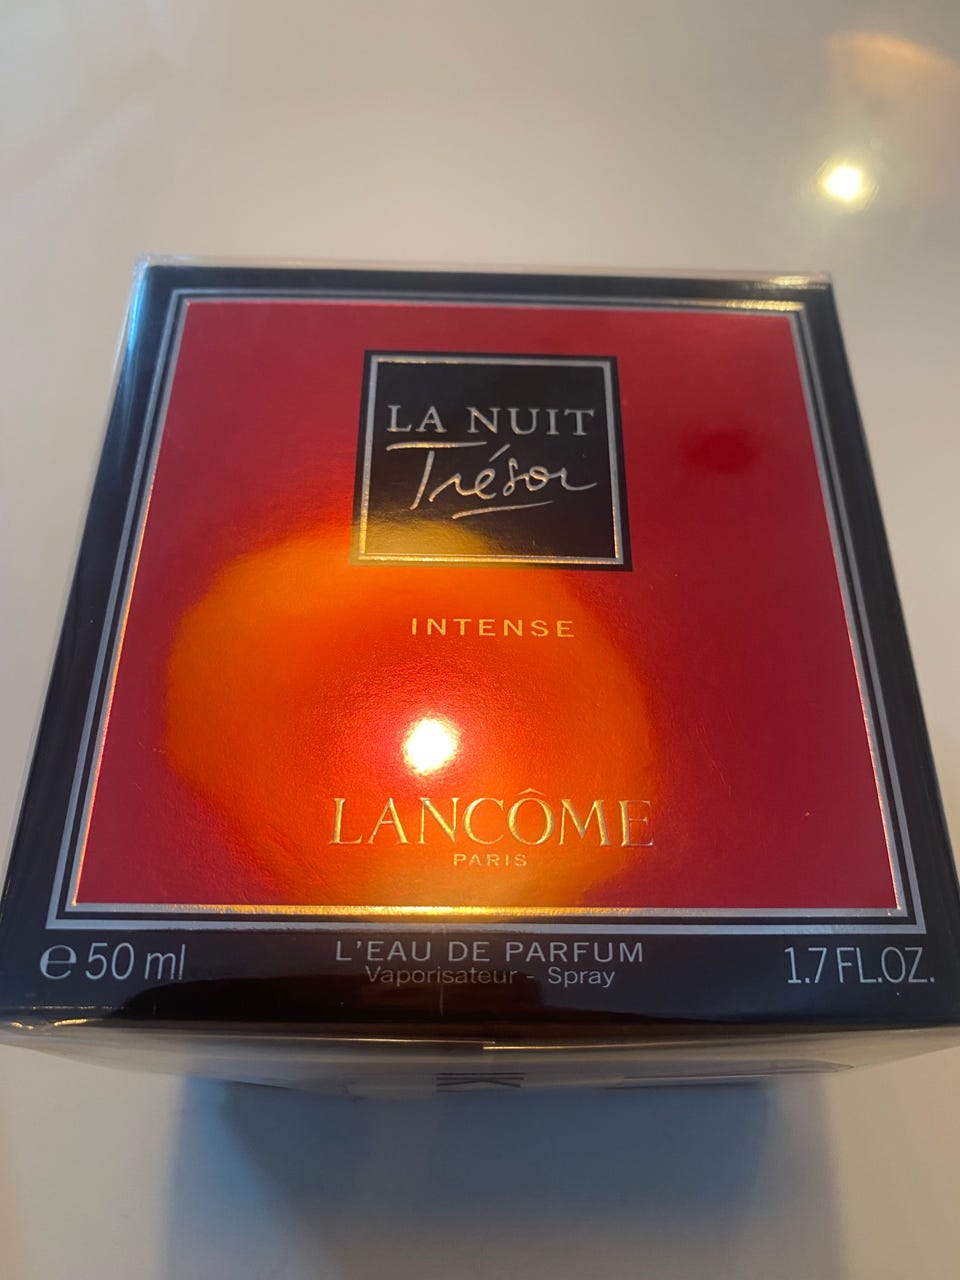 LA NUIT
Trésor
INTENSE
LANCÔME
PARIS
℮ 50 ml
L'EAU DE PARFUM
Vaporisateur - Spray
1.7 FL.OZ.